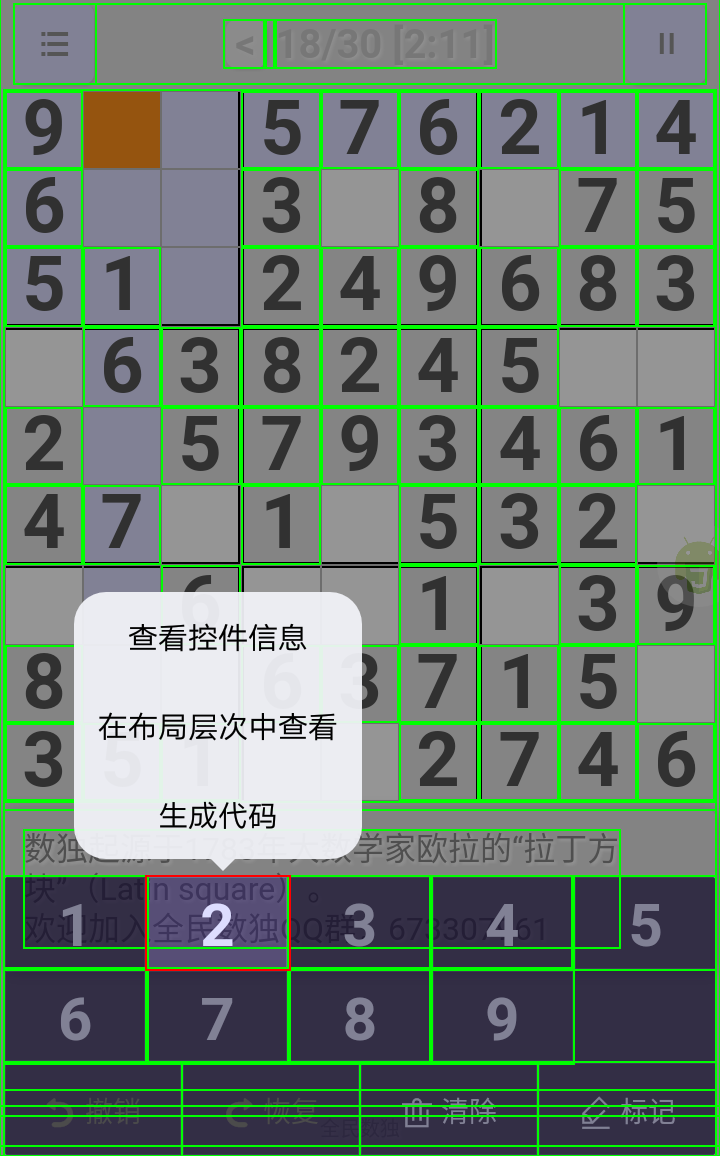 < 18/30 [2:11]
9 5 7 6 2 1 4
6 3 8 7 5
5 1 2 4 9 6 8 3
6 3 8 2 4 5
2 5 7 9 3 4 6 1
4 7 1 5 3 2
6 1 3 9
查看控件信息
8 6 3 7 1 5
在布局层次中查看
3 5 1 2 7 4 6
生成代码
数独起源于1783年大数学家欧拉的“拉丁方
块”（Latin square）。
欢迎加入全民数独QQ群
1 2 3 4 5
6 7 8 9
撤销 恢复 清除 标记
全民数独